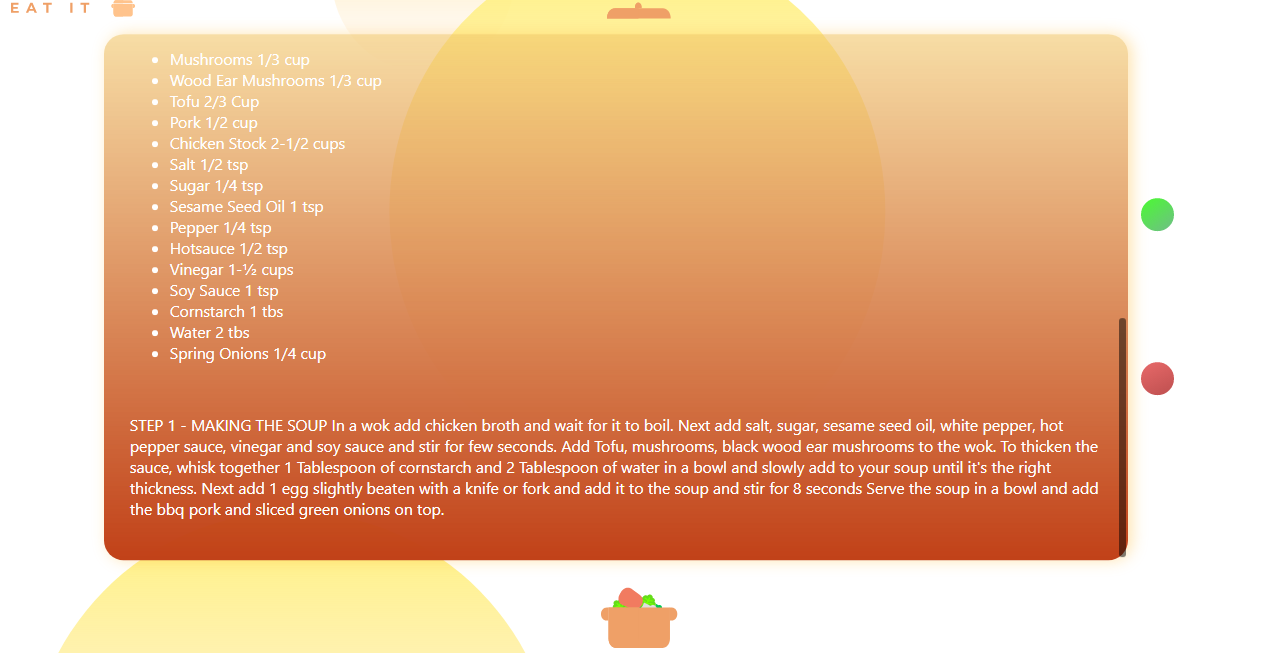 EAT IT
Mushrooms 1/3 cup
Wood Ear Mushrooms 1/3 cup
Tofu 2/3 Cup
Pork 1/2 cup
Chicken Stock 2-1/2 cups
Salt 1/2 tsp
Sugar 1/4 tsp
Sesame Seed Oil 1 tsp
Pepper 1/4 tsp
Hotsauce 1/2 tsp
Vinegar 1-½ cups
Soy Sauce 1 tsp
Cornstarch 1 tbs
Water 2 tbs
Spring Onions 1/4 cup
STEP 1 - MAKING THE SOUP In a wok add chicken broth and wait for it to boil. Next add salt, sugar, sesame seed oil, white pepper, hot
pepper sauce, vinegar and soy sauce and stir for few seconds. Add Tofu, mushrooms, black wood ear mushrooms to the wok. To thicken the
sauce, whisk together 1 Tablespoon of cornstarch and 2 Tablespoon of water in a bowl and slowly add to your soup until it's the right
thickness. Next add 1 egg slightly beaten with a knife or fork and add it to the soup and stir for 8 seconds Serve the soup in a bowl and add
the bbq pork and sliced green onions on top.